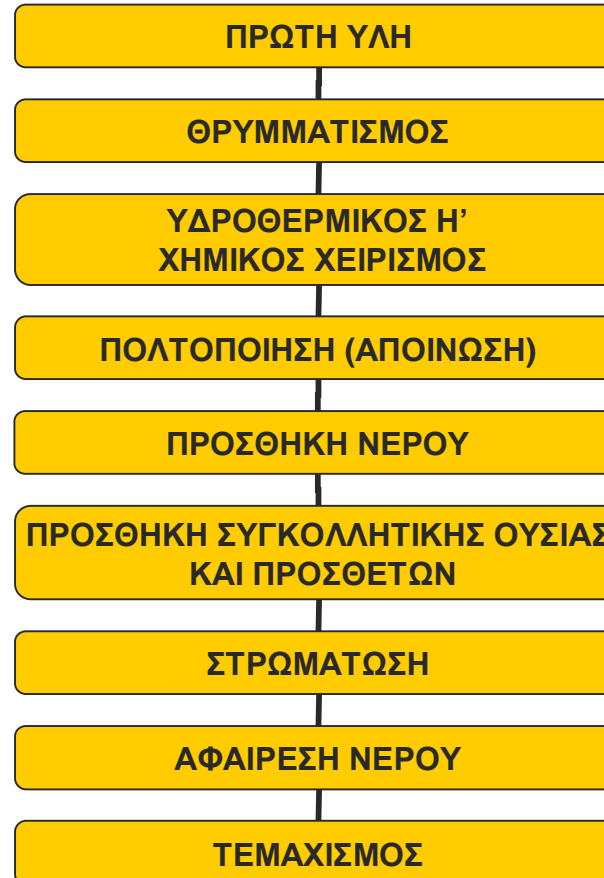 ΠΡΩΤΗ ΥΛΗ
ΘΡΥΜΜΑΤΙΣΜΟΣ
ΥΔΡΟΘΕΡΜΙΚΟΣ Η’
ΧΗΜΙΚΟΣ ΧΕΙΡΙΣΜΟΣ
ΠΟΛΤΟΠΟΙΗΣΗ (ΑΠΟΙΝΩΣΗ)
ΠΡΟΣΘΗΚΗ ΝΕΡΟΥ
ΠΡΟΣΘΗΚΗ ΣΥΓΚΟΛΛΗΤΙΚΗΣ ΟΥΣΙΑΣ
ΚΑΙ ΠΡΟΣΘΕΤΩΝ
ΣΤΡΩΜΑΤΩΣΗ
ΑΦΑΙΡΕΣΗ ΝΕΡΟΥ
ΤΕΜΑΧΙΣΜΟΣ